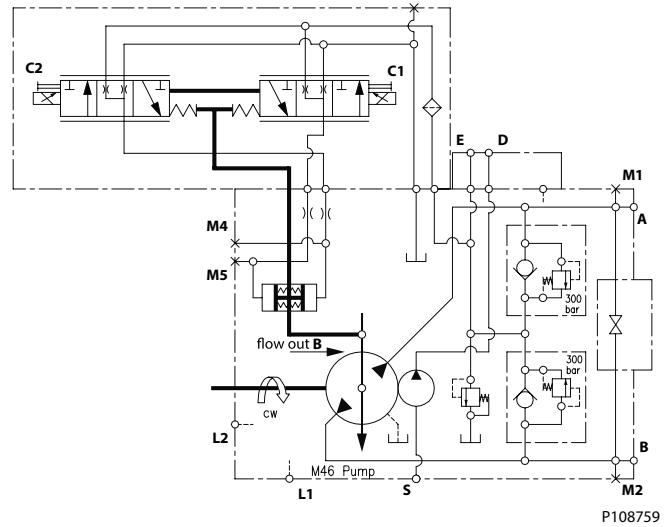 C2
C1
E
D
M1
A
M4
M5
300
bar
flow out B
300
bar
CW
L2
B
M46 Pump
L1
S
M2
P108759